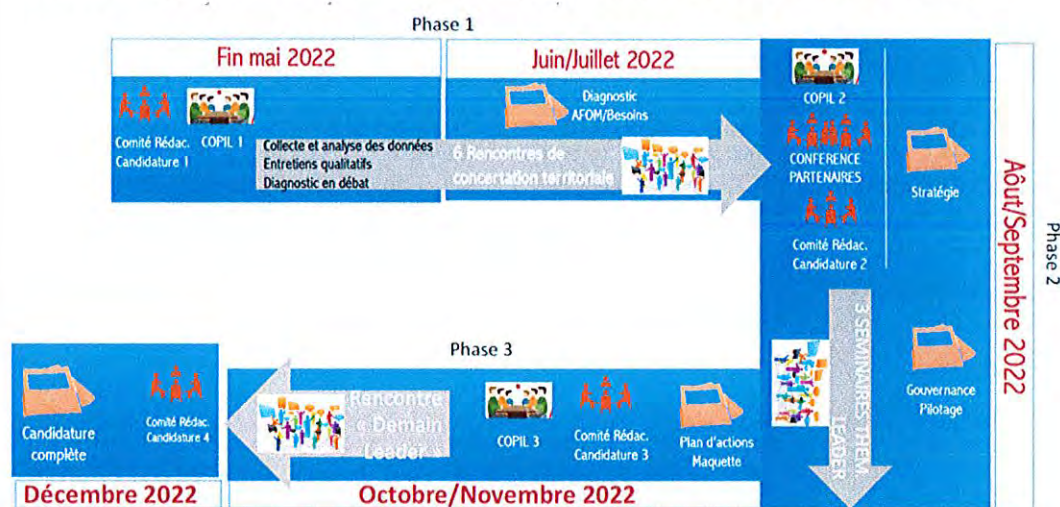 Phase 1
Fin mai 2022
Juin/Juillet 2022
Comité Rédac.
Candidature 1
COPIL 1
Collecte et analyse des données
Entretiens qualitatifs
Diagnostic en débat
Diagnostic
AFOM/Besoins
6 Rencontres de
concertation territoriale
COPIL 2
CONFERENCE
PARTENAIRES
Comité Rédac.
Candidature 2
Stratégie
Aôut/Septembre 2022
Phase 2
3 SEMINAIRES THEM
LEADER
Gouvernance
Pilotage
Phase 3
Plan d'actions
Maquette
Comité Rédac.
Candidature 3
COPIL 3
Rencontre
« Demain
Leader
Octobre/Novembre 2022
Comité Rédac.
Candidature 4
Candidature
complète
Décembre 2022